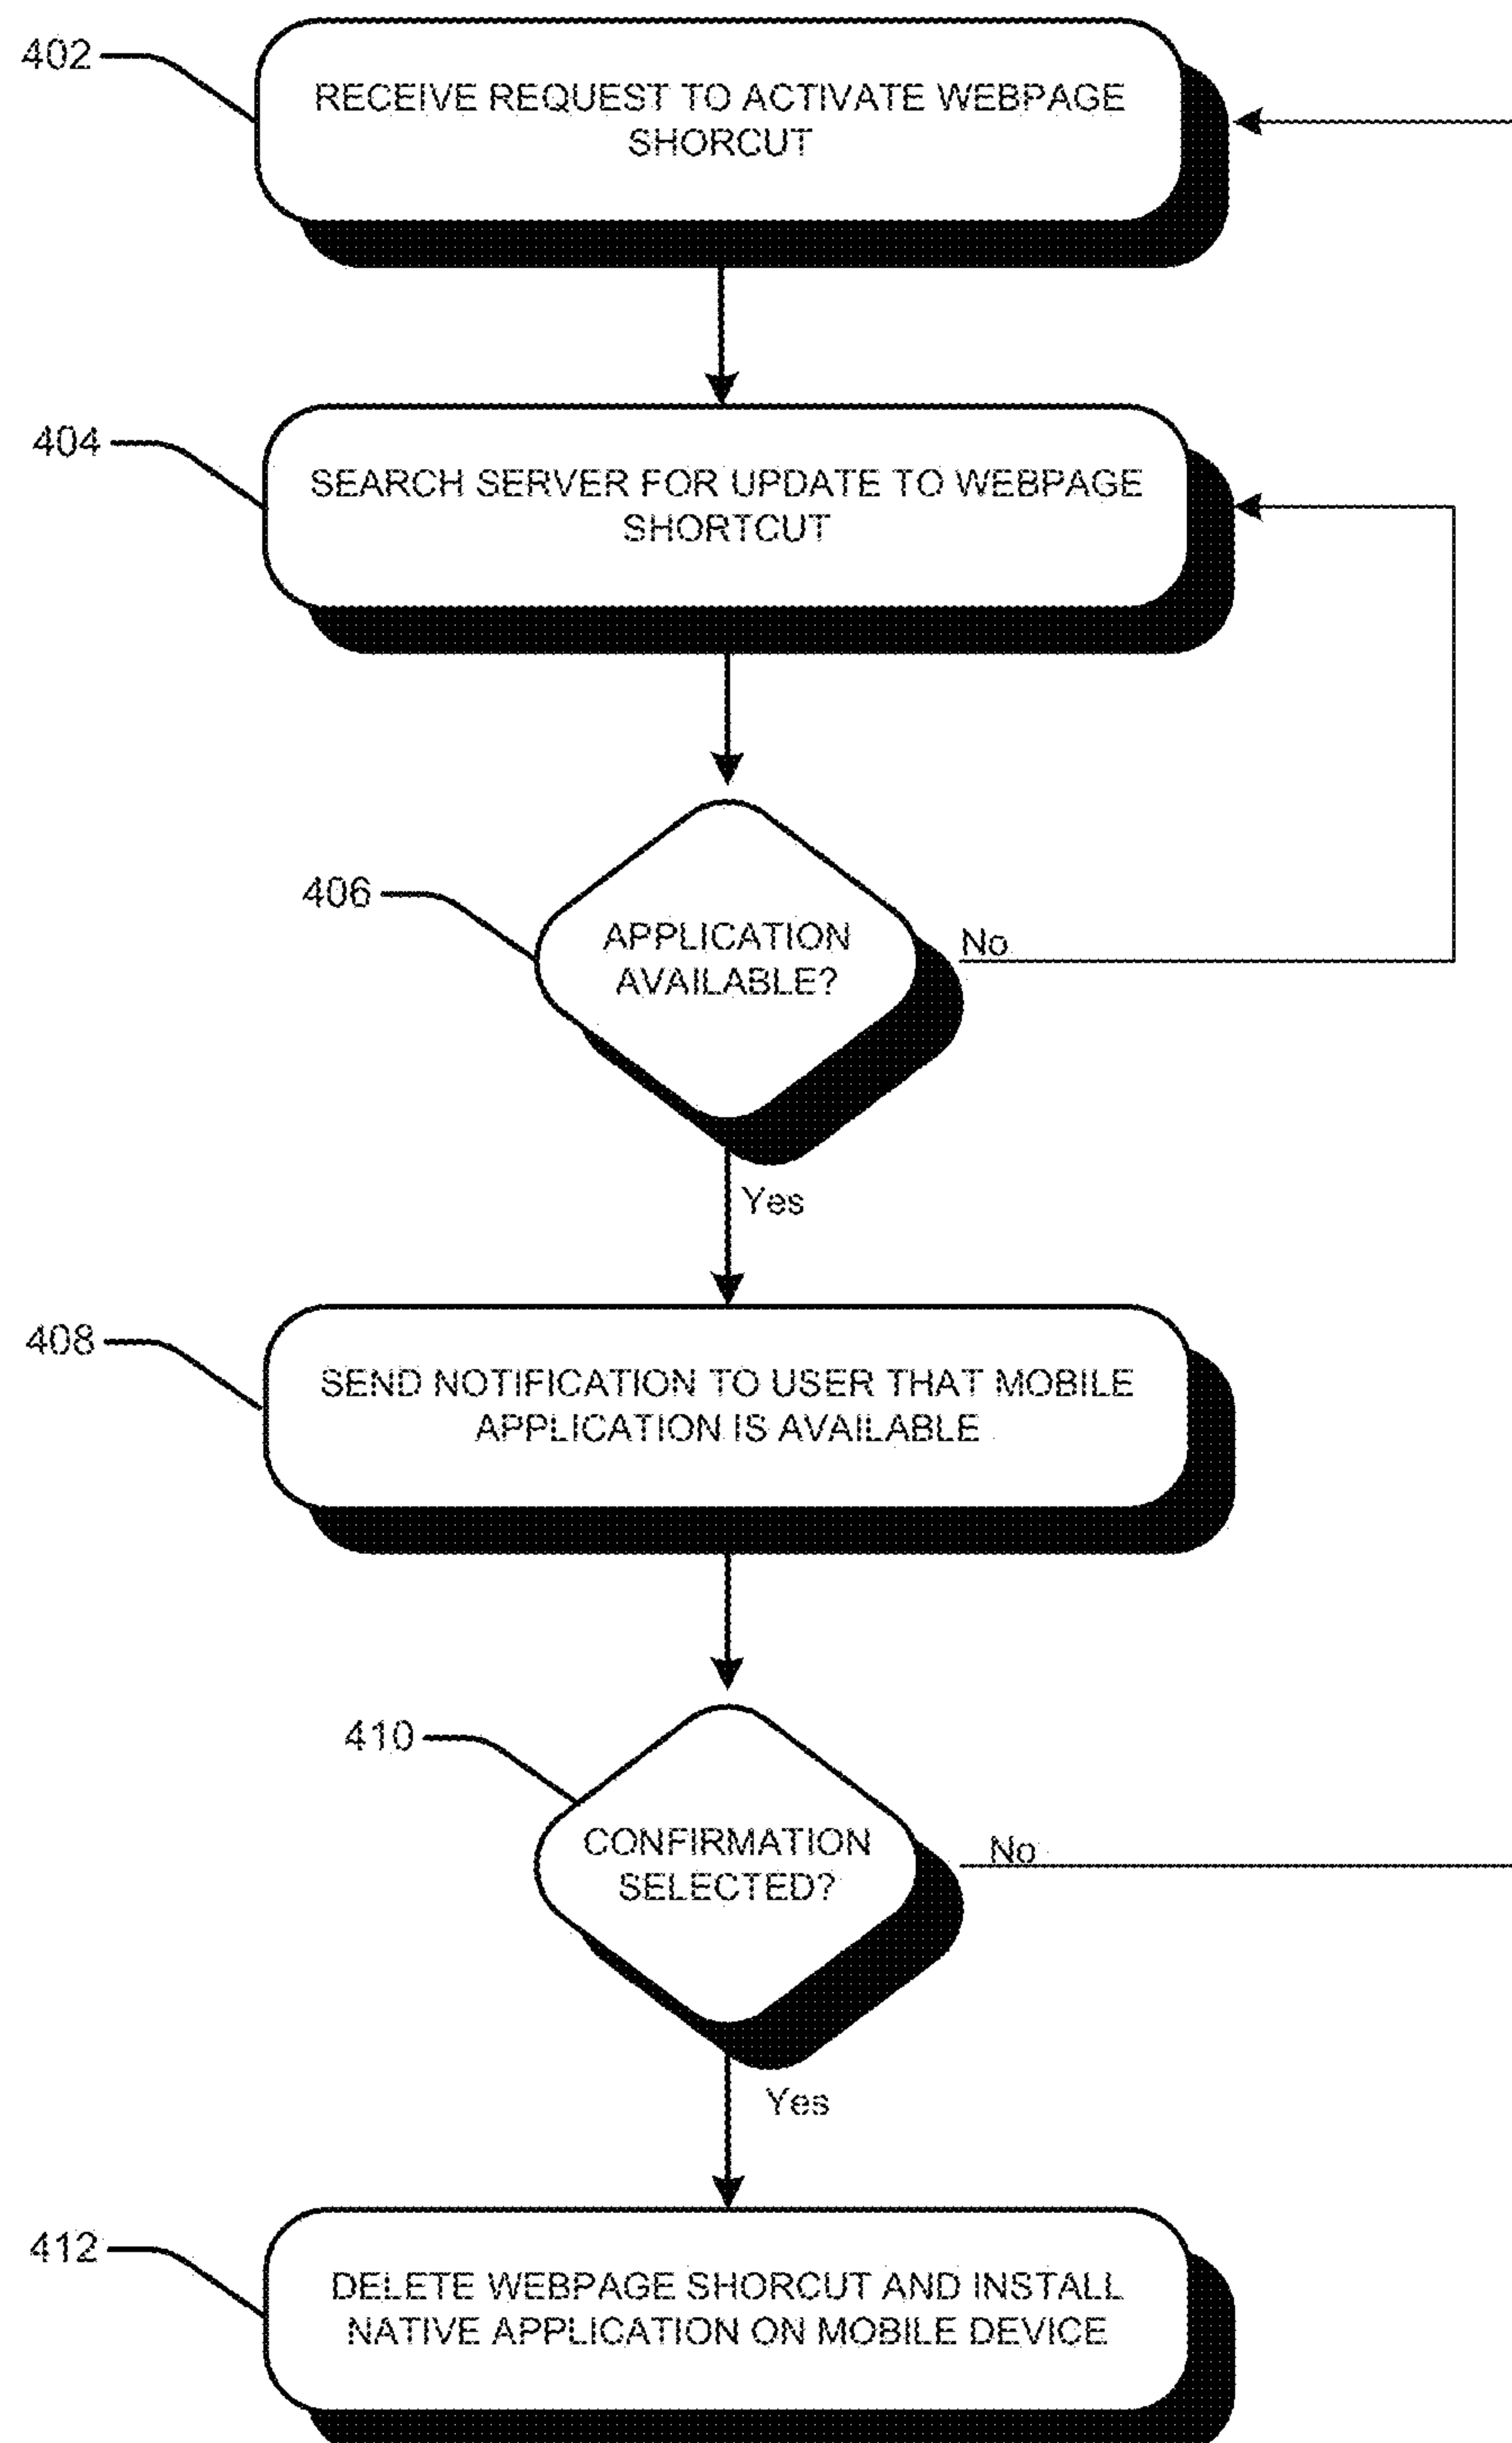 402
RECEIVE REQUEST TO ACTIVATE WEBPAGE
SHORCUT
404
SEARCH SERVER FOR UPDATE TO WEBPAGE
SHORTCUT
406
APPLICATION
AVAILABLE?
No
Yes
408
SEND NOTIFICATION TO USER THAT MOBILE
APPLICATION IS AVAILABLE
410
CONFIRMATION
SELECTED?
No
Yes
412
DELETE WEBPAGE SHORCUT AND INSTALL
NATIVE APPLICATION ON MOBILE DEVICE